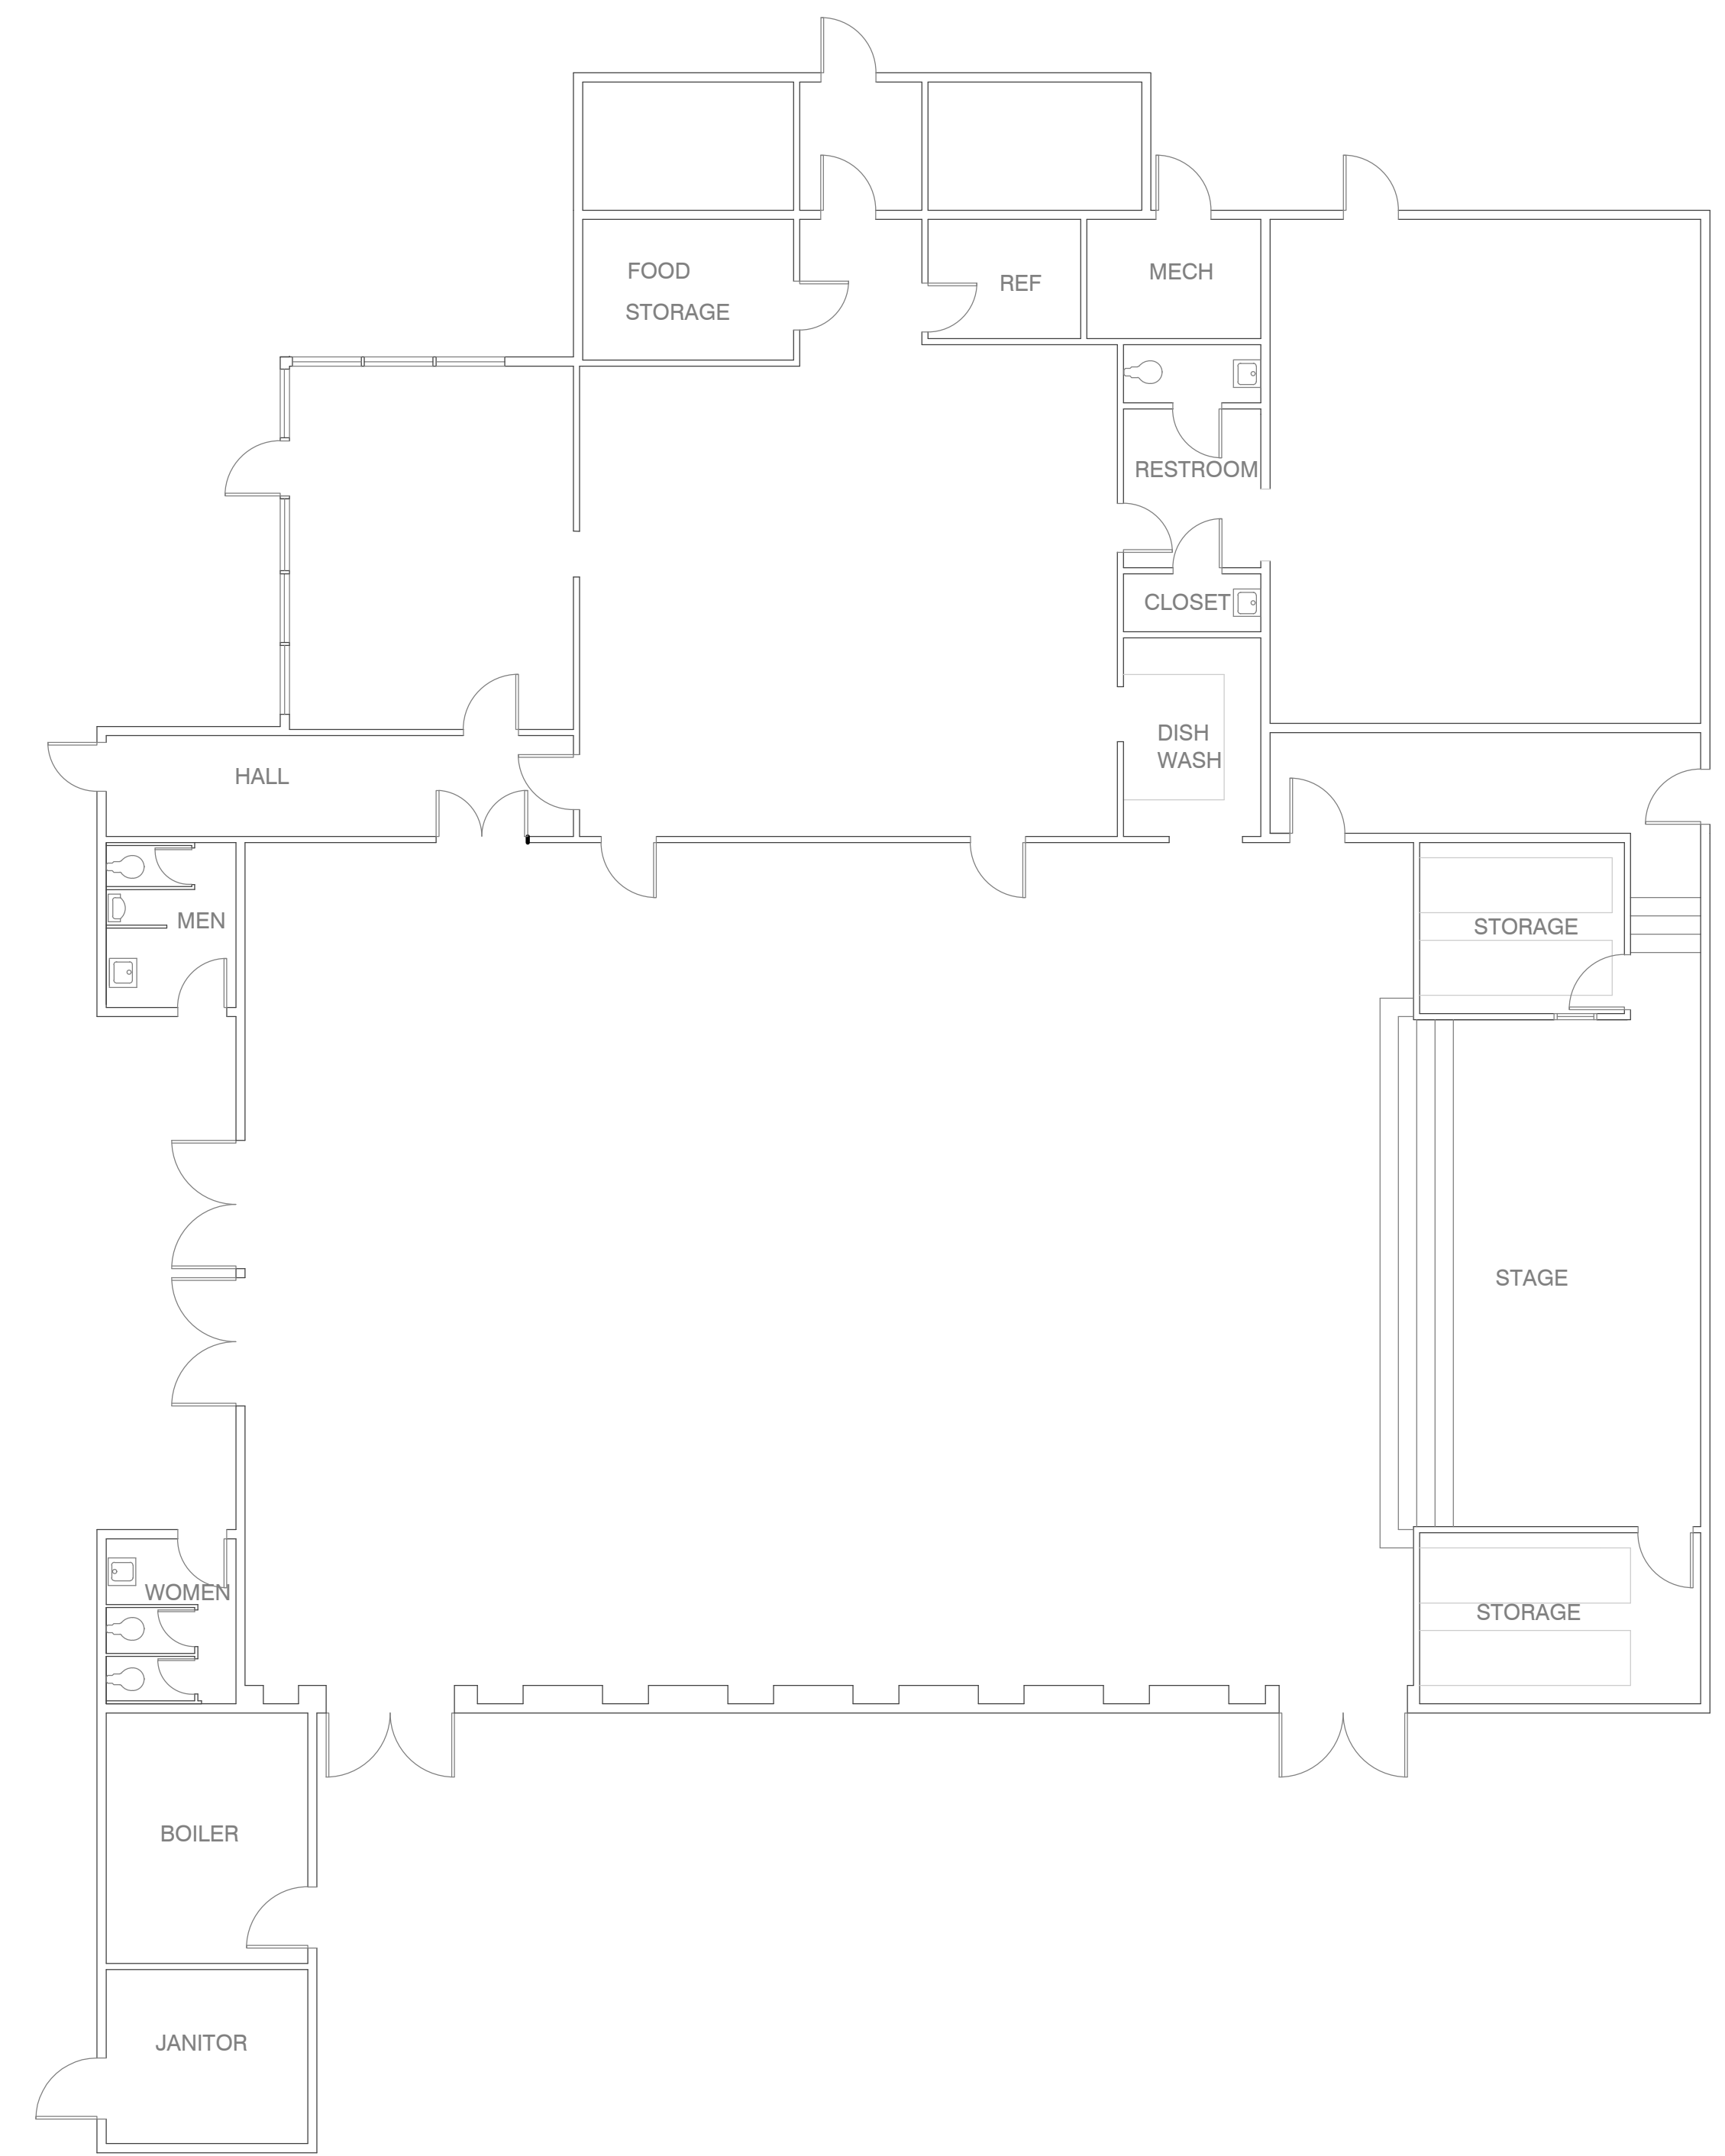 FOOD
STORAGE
REF
MECH
RESTROOM
CLOSET
DISH
WASH
HALL
MEN
STORAGE
STAGE
WOMEN
STORAGE
BOILER
JANITOR